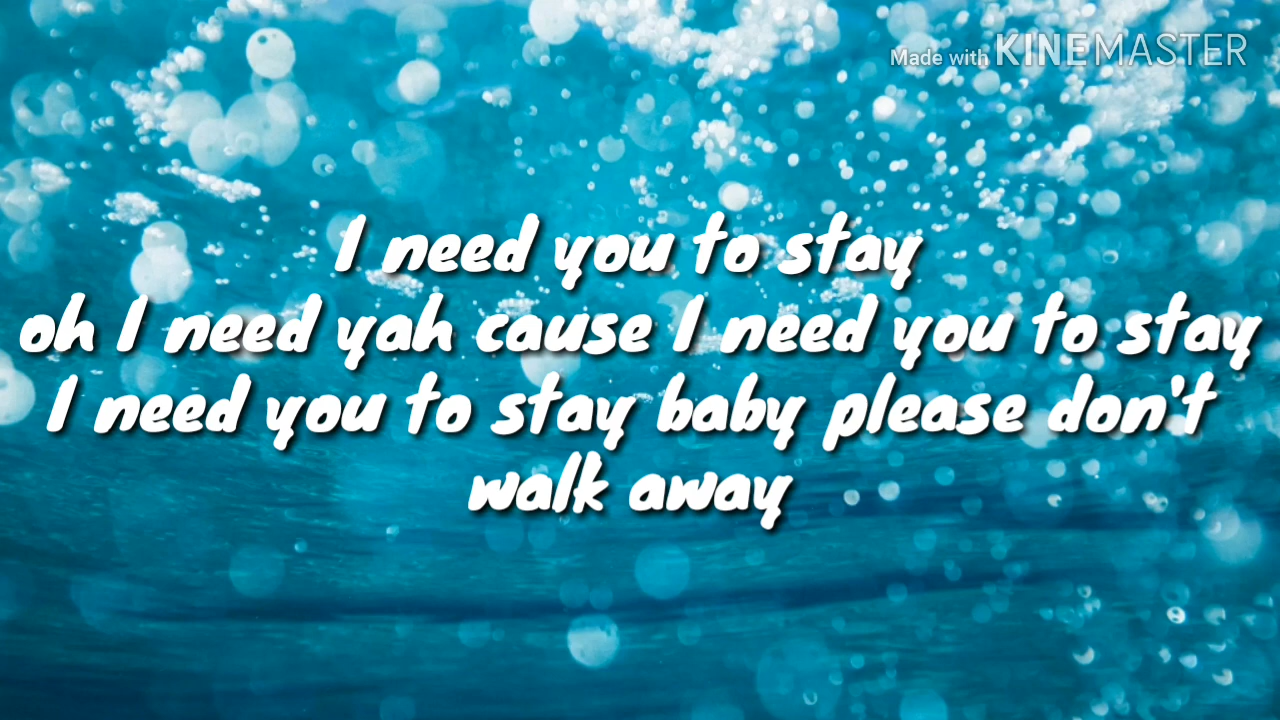 Made with KINEMASTER
I need you to stay
oh I need yah cause I need you to stay
I need you to stay baby please don't
walk away